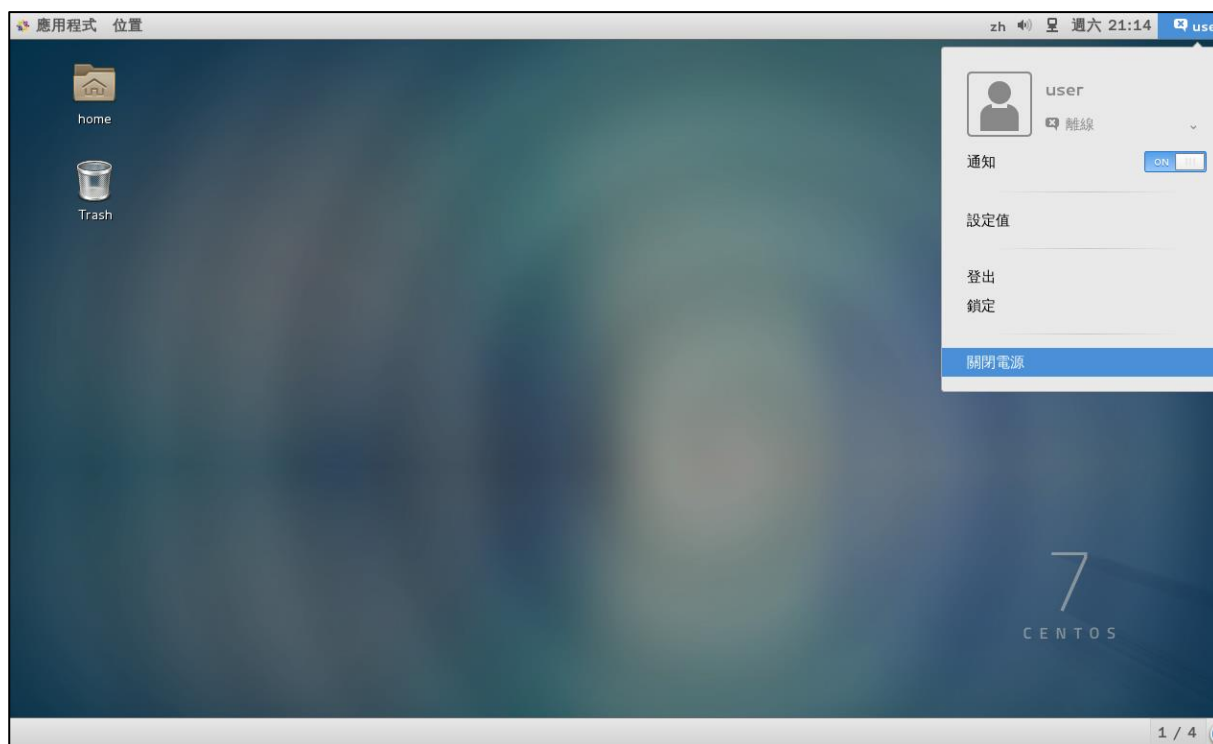 應用程式 位置 zh 週六 21:14 use
home
Trash
user
離線
通知 ON
設定值
登出
鎖定
關閉電源
7
CENTOS
1 / 4